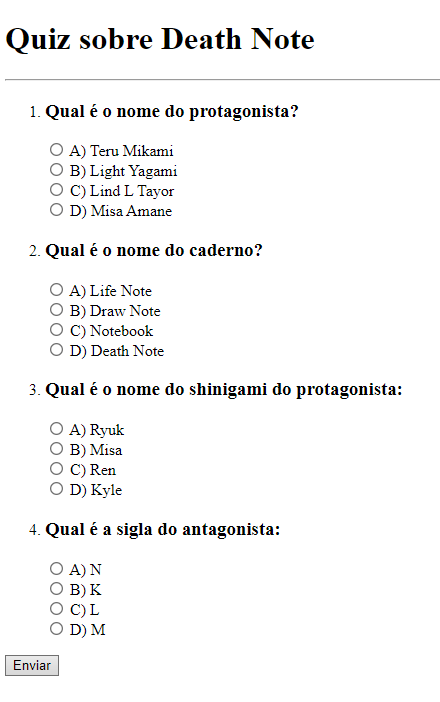 Quiz sobre Death Note
1. Qual é o nome do protagonista?
A) Teru Mikami
B) Light Yagami
C) Lind L Tayor
D) Misa Amane
2. Qual é o nome do caderno?
A) Life Note
B) Draw Note
C) Notebook
D) Death Note
3. Qual é o nome do shinigami do protagonista:
A) Ryuk
B) Misa
C) Ren
D) Kyle
4. Qual é a sigla do antagonista:
A) N
B) K
C) L
D) M
Enviar